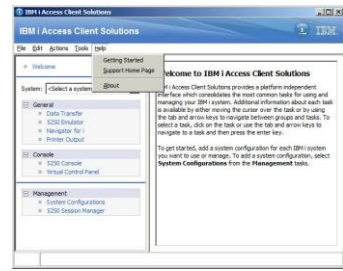 IBM i Access Client Solutions
IBM i Access Client Solutions
IBM
File Edit Actions Tools Help
Getting Started
Support Home Page
About
Welcome
System: <Select a system
General
Data Transfer
5250 Emulator
Navigator for i
Printer Output
Console
5250 Console
Virtual Control Panel
Management
System Configurations
5250 Session Manager
elcome to IBM i Access Client Solutions
M i Access Client Solutions provides a platform independent
terface which consolidates the most common tasks for using and
managing your IBM i system. Additional information about each task
is available by either moving the cursor over the task or by using
the tab and arrow keys to navigate between groups and tasks. To
select a task, click on the task or use the tab and arrow keys to
navigate to a task and then press the enter key.
To get started, add a system configuration for each IBM i system
you want to use or manage. To add a system configuration, select
System Configurations from the Management tasks.